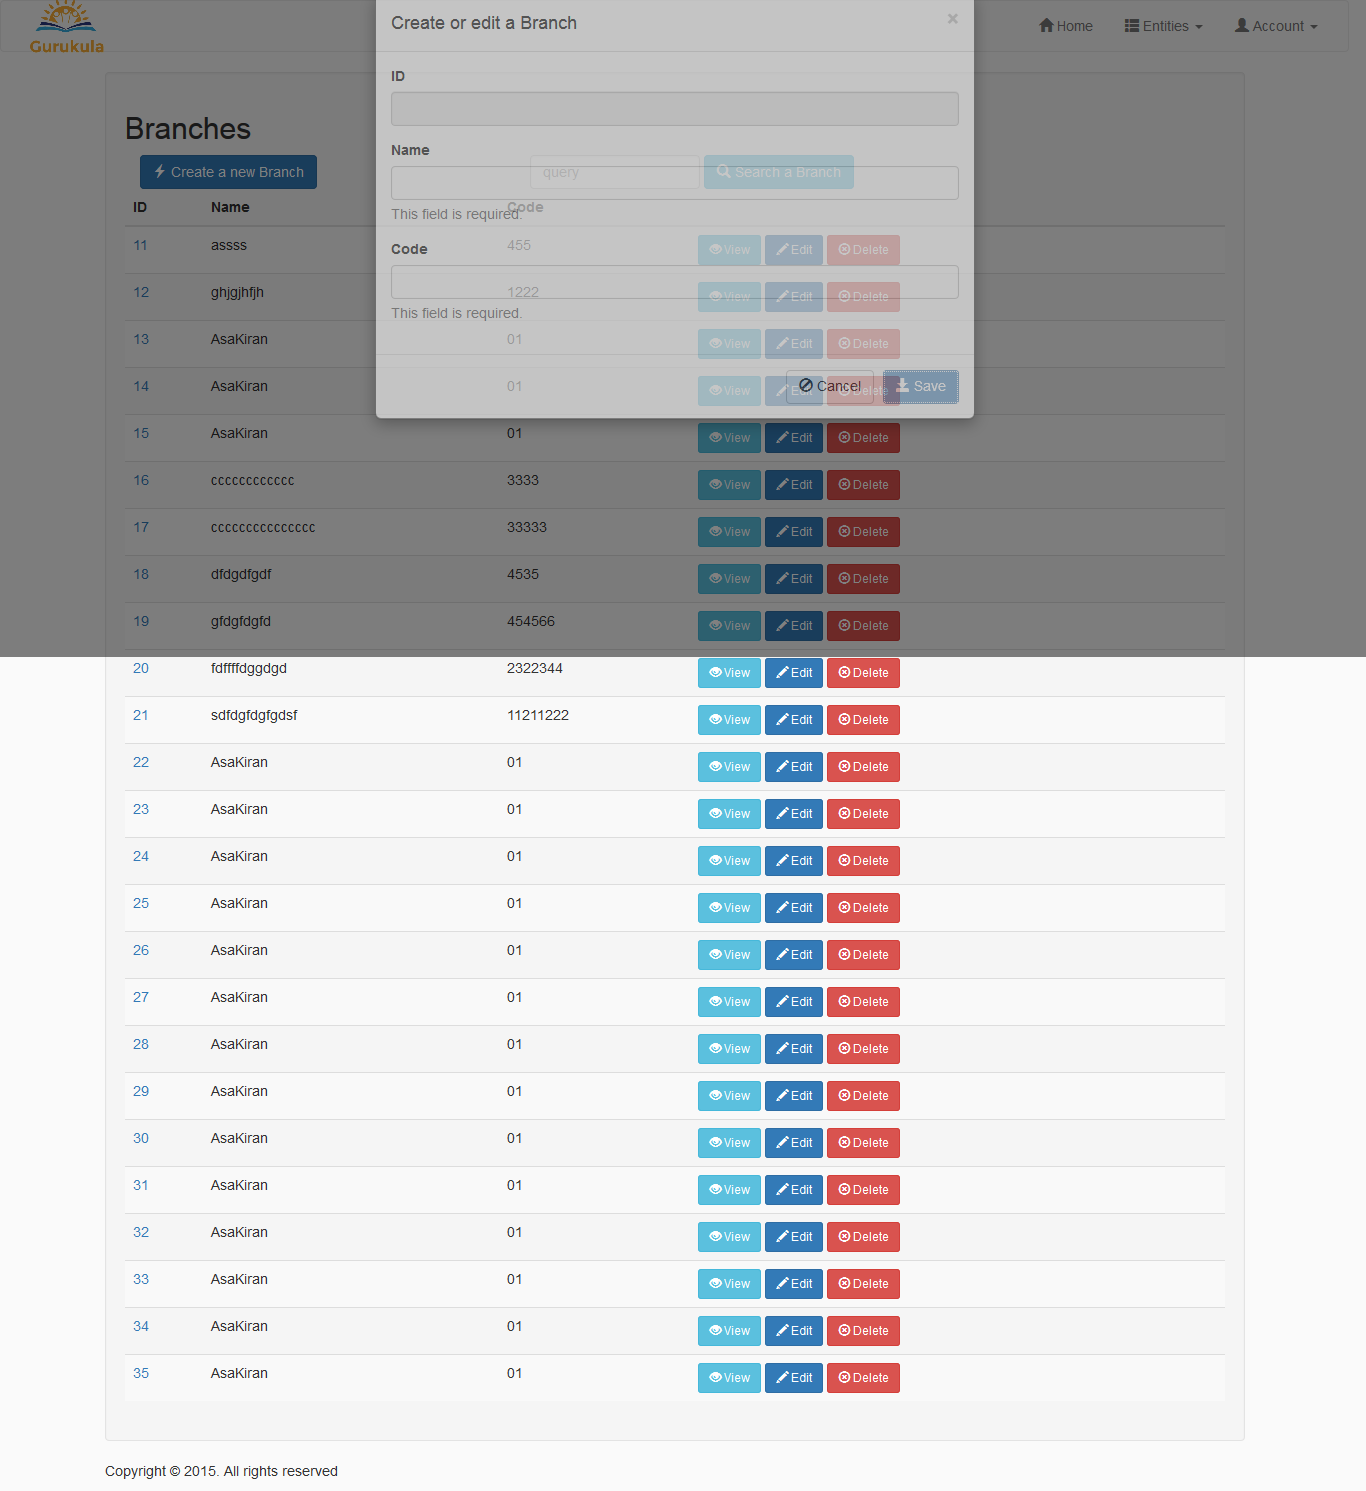 Gurukula
Home Entities Account
Create or edit a Branch ×
ID
Name
This field is required.
Code
This field is required.
Cancel Save
Branches
Create a new Branch query Search a Branch
ID Name Code
11 assss 455 View Edit Delete
12 ghjgjhfjh 1222 View Edit Delete
13 AsaKiran 01 View Edit Delete
14 AsaKiran 01 View Edit Delete
15 AsaKiran 01 View Edit Delete
16 cccccccccccc 3333 View Edit Delete
17 ccccccccccccccc 33333 View Edit Delete
18 dfdgdfgdf 4535 View Edit Delete
19 gfdgfdgfd 454566 View Edit Delete
20 fdffffdggdgd 2322344 View Edit Delete
21 sdfdgfdgfgdsf 11211222 View Edit Delete
22 AsaKiran 01 View Edit Delete
23 AsaKiran 01 View Edit Delete
24 AsaKiran 01 View Edit Delete
25 AsaKiran 01 View Edit Delete
26 AsaKiran 01 View Edit Delete
27 AsaKiran 01 View Edit Delete
28 AsaKiran 01 View Edit Delete
29 AsaKiran 01 View Edit Delete
30 AsaKiran 01 View Edit Delete
31 AsaKiran 01 View Edit Delete
32 AsaKiran 01 View Edit Delete
33 AsaKiran 01 View Edit Delete
34 AsaKiran 01 View Edit Delete
35 AsaKiran 01 View Edit Delete
Copyright © 2015. All rights reserved